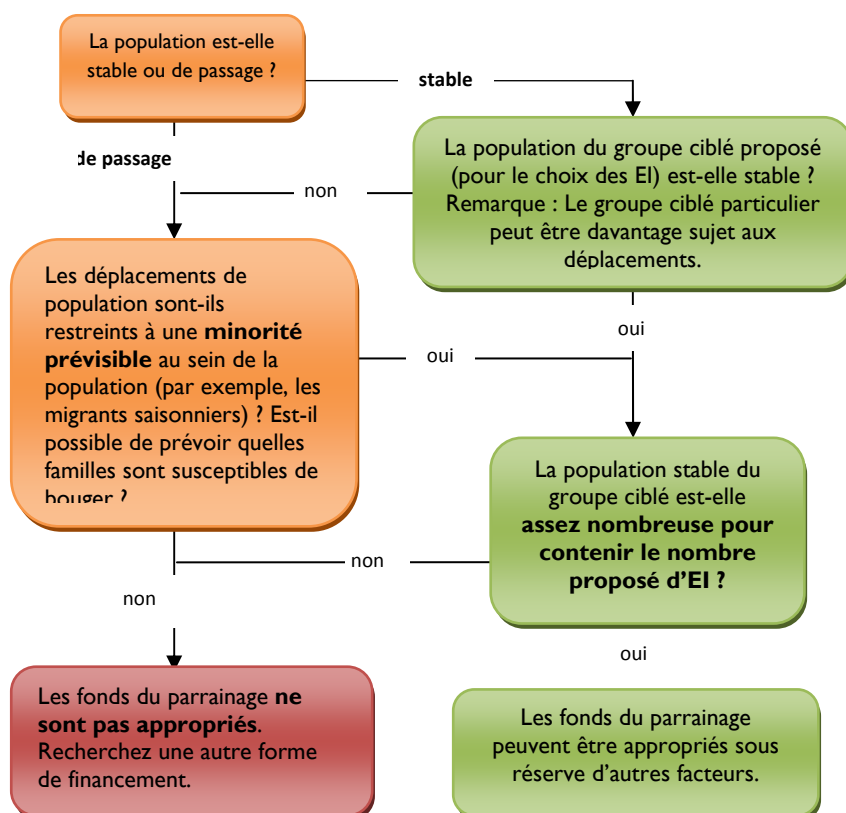 La population est-elle
stable ou de passage ?
stable
de passage
La population du groupe ciblé proposé
(pour le choix des EI) est-elle stable ?
Remarque : Le groupe ciblé particulier
peut être davantage sujet aux
déplacements.
non
Les déplacements de
population sont-ils
restreints à une minorité
prévisible au sein de la
population (par exemple, les
migrants saisonniers) ? Est-il
possible de prévoir quelles
familles sont susceptibles de
bouger ?
oui
oui
La population stable du
groupe ciblé est-elle
assez nombreuse pour
contenir le nombre
proposé d'EI ?
non
non
oui
Les fonds du parrainage ne
sont pas appropriés.
Recherchez une autre forme
de financement.
Les fonds du parrainage
peuvent être appropriés sous
réserve d'autres facteurs.